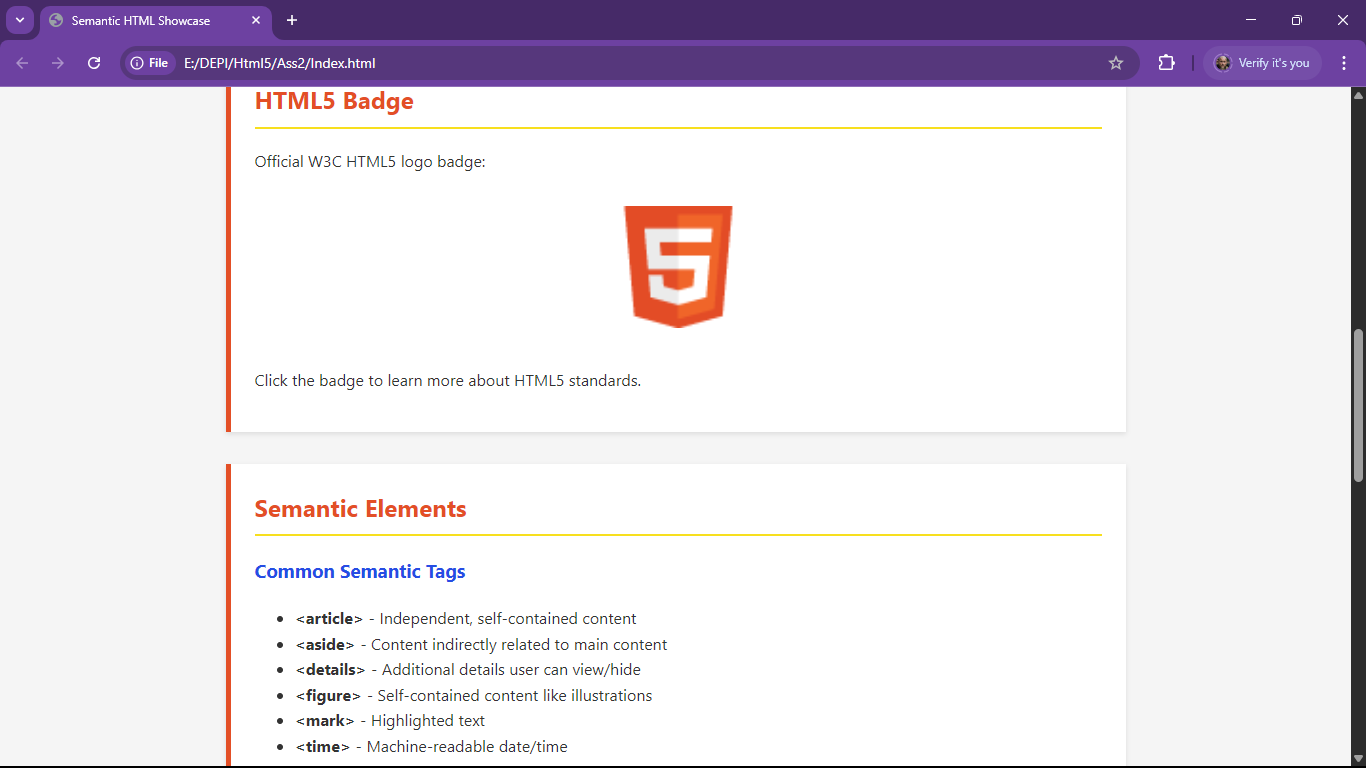 Semantic HTML Showcase
File
E:/DEPI/Html5/Ass2/Index.html
Verify it's you
HTML5 Badge
Official W3C HTML5 logo badge:
5
Click the badge to learn more about HTML5 standards.
Semantic Elements
Common Semantic Tags
<article> - Independent, self-contained content
<aside> - Content indirectly related to main content
<details> - Additional details user can view/hide
<figure> - Self-contained content like illustrations
<mark> - Highlighted text
<time> - Machine-readable date/time